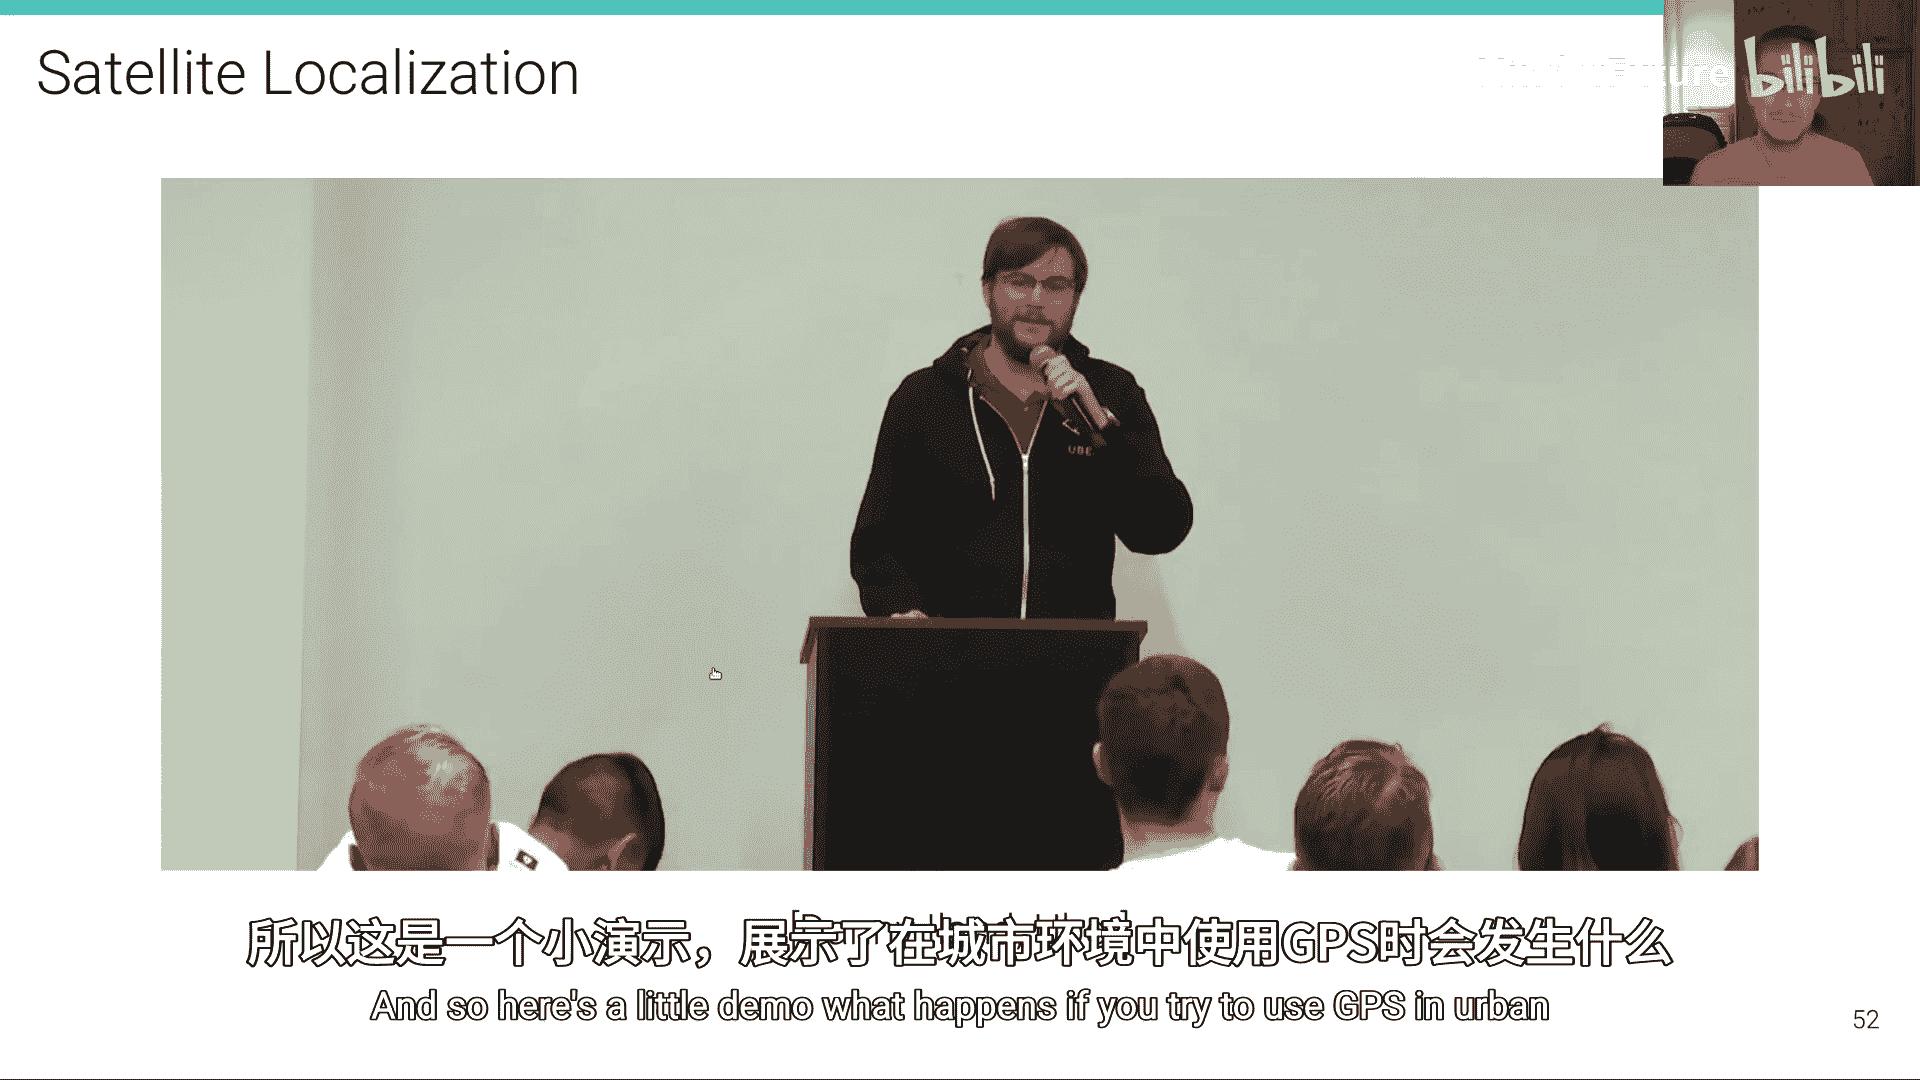 Satellite Localization
bilibili
UBE
所以这是一个小演示，展示了在城市环境中使用GPS时会发生什么
And so here's a little demo what happens if you try to use GPS in urban
52